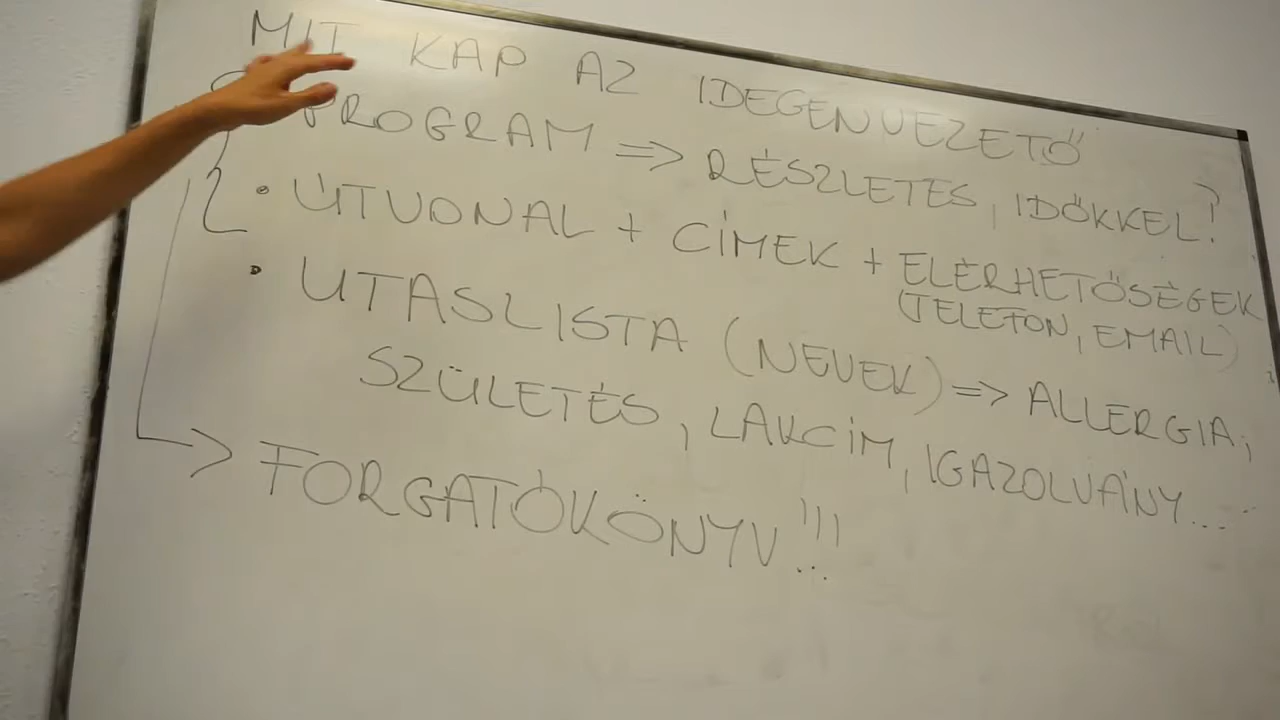 MIT KAP AZ IDEGENVEZETŐ?
PROGRAM => RÉSZLETES, IDŐKKEL!
• ÚTVONAL + CÍMEK + ELÉRHETŐSÉGEK
(TELEFON, EMAIL)
• UTASLISTA (NEVEK) => ALLERGIA,
SZÜLETÉS, LAKCÍM, IGAZOLVÁNY...
-> FORGATÓKÖNYV!!!